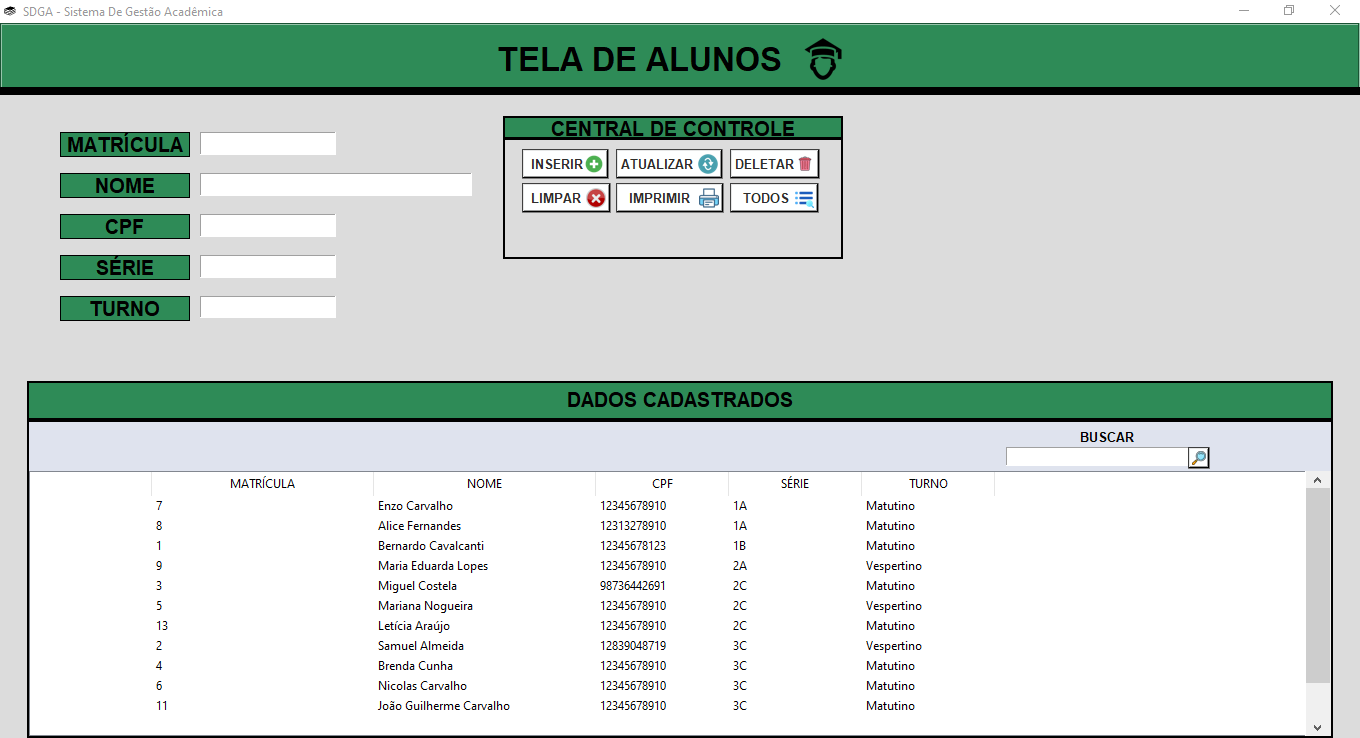 SDGA - Sistema De Gestão Acadêmica
TELA DE ALUNOS
MATRÍCULA
NOME
CPF
SÉRIE
TURNO
CENTRAL DE CONTROLE
INSERIR ATUALIZAR DELETAR
LIMPAR IMPRIMIR TODOS
DADOS CADASTRADOS
BUSCAR
MATRÍCULA NOME CPF SÉRIE TURNO
7 Enzo Carvalho 12345678910 1A Matutino
8 Alice Fernandes 12313278910 1A Matutino
1 Bernardo Cavalcanti 12345678123 1B Matutino
9 Maria Eduarda Lopes 12345678910 2A Vespertino
3 Miguel Costela 98736442691 2C Matutino
5 Mariana Nogueira 12345678910 2C Vespertino
13 Letícia Araújo 12345678910 2C Matutino
2 Samuel Almeida 12839048719 3C Vespertino
4 Brenda Cunha 12345678910 3C Matutino
6 Nicolas Carvalho 12345678910 3C Matutino
11 João Guilherme Carvalho 12345678910 3C Matutino